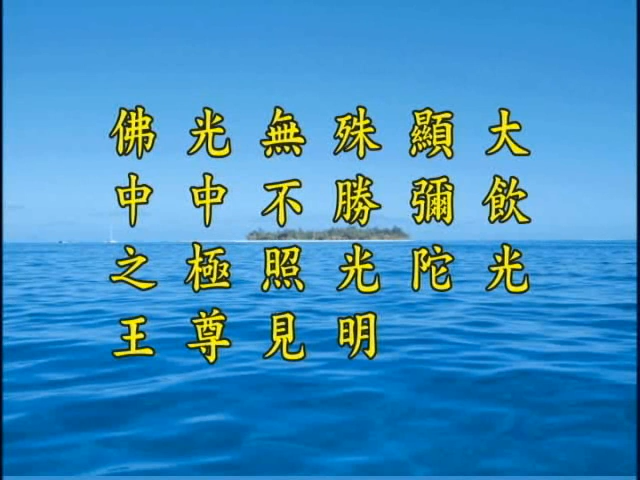 大飲光
顯彌陀
殊勝光明
無不照見
光中極尊
佛中之王